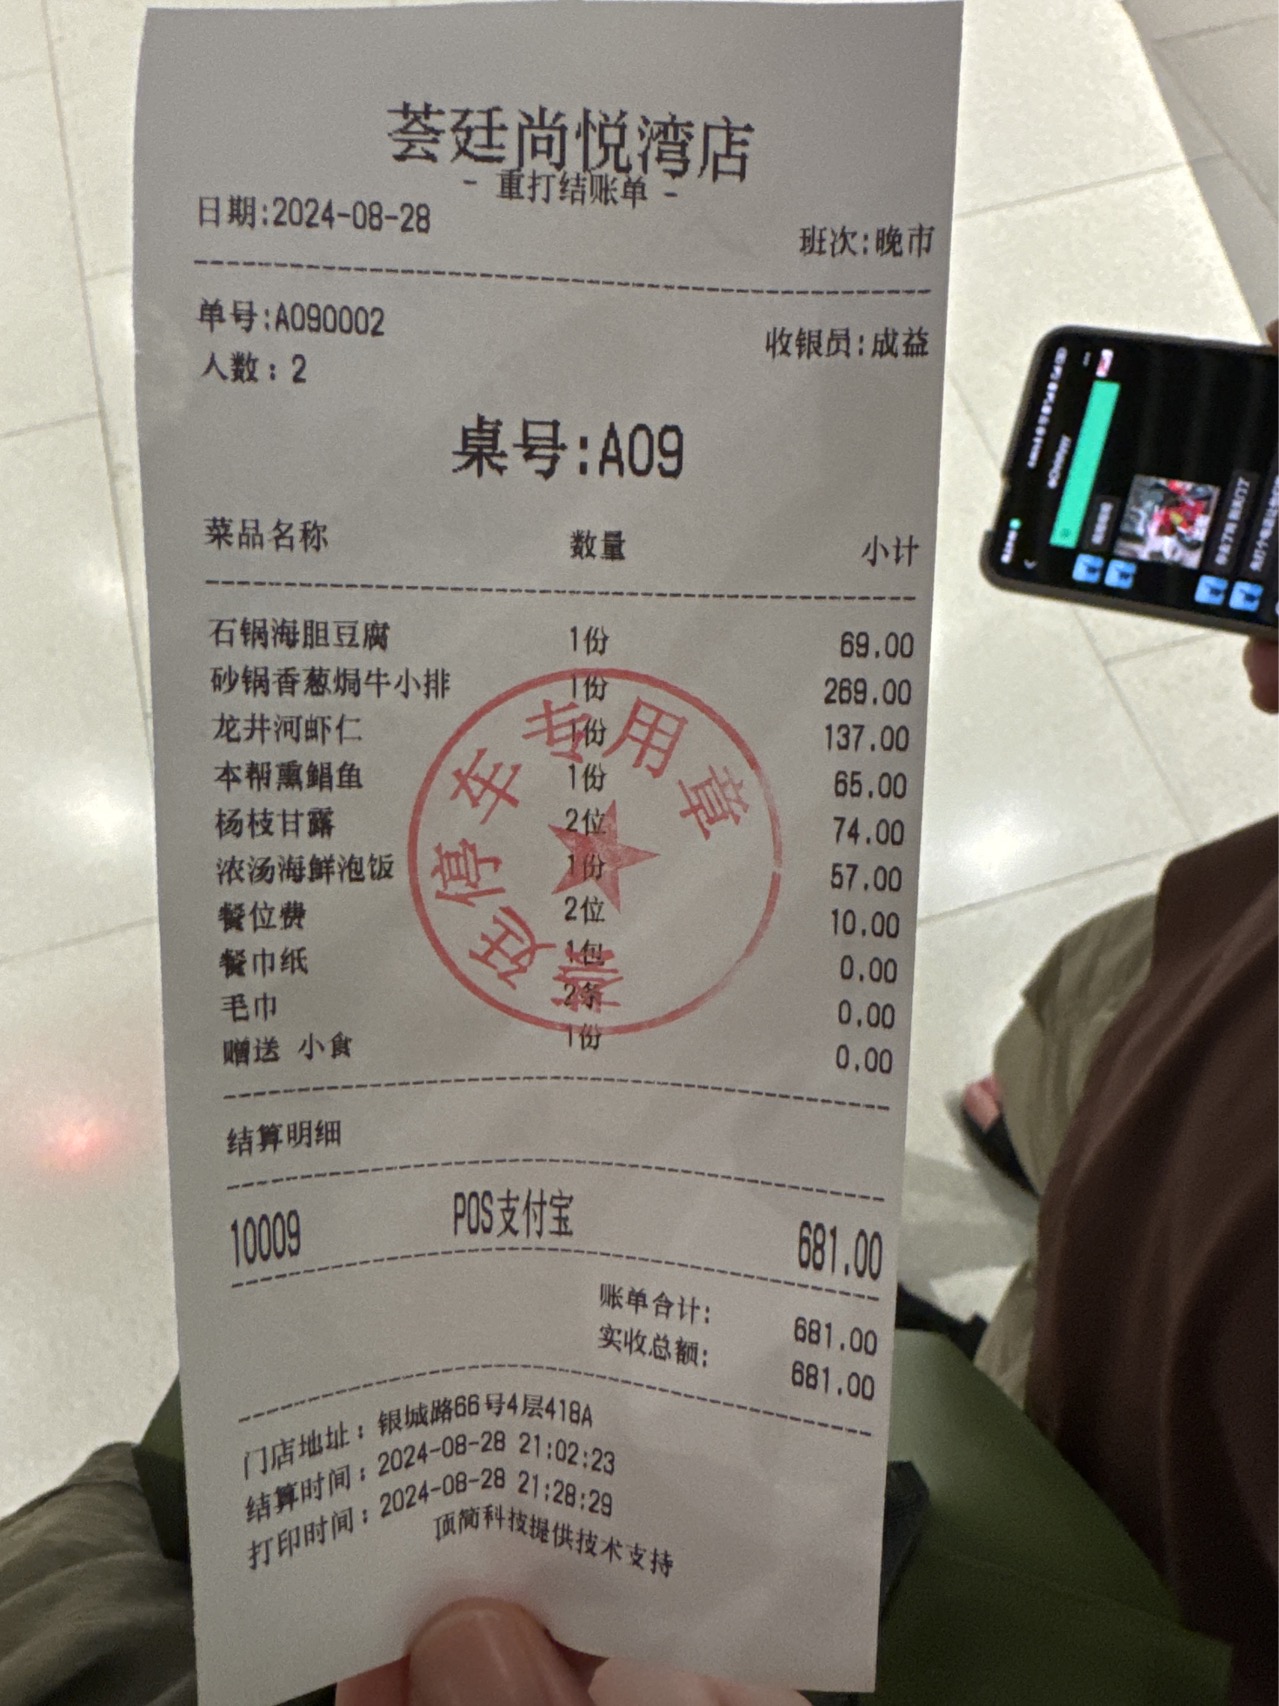 荟廷尚悦湾店
- 重打结账单 -
日期:2024-08-28 班次:晚市
单号:A090002 收银员:成益
人数: 2
桌号:A09
菜品名称 数量 小计
石锅海胆豆腐 1份 69.00
砂锅香葱焗牛小排 1份 269.00
龙井河虾仁 1份 137.00
本帮熏鲳鱼 1份 65.00
杨枝甘露 2位 74.00
浓汤海鲜泡饭 1份 57.00
餐位费 2位 10.00
餐巾纸 1包 0.00
毛巾 2条 0.00
赠送 小食 1份 0.00
荟廷停车专用章
结算明细
10009 POS支付宝 681.00
账单合计: 681.00
实收总额: 681.00
门店地址: 银城路66号4层418A
结算时间: 2024-08-28 21:02:23
打印时间: 2024-08-28 21:28:29
顶简科技提供技术支持